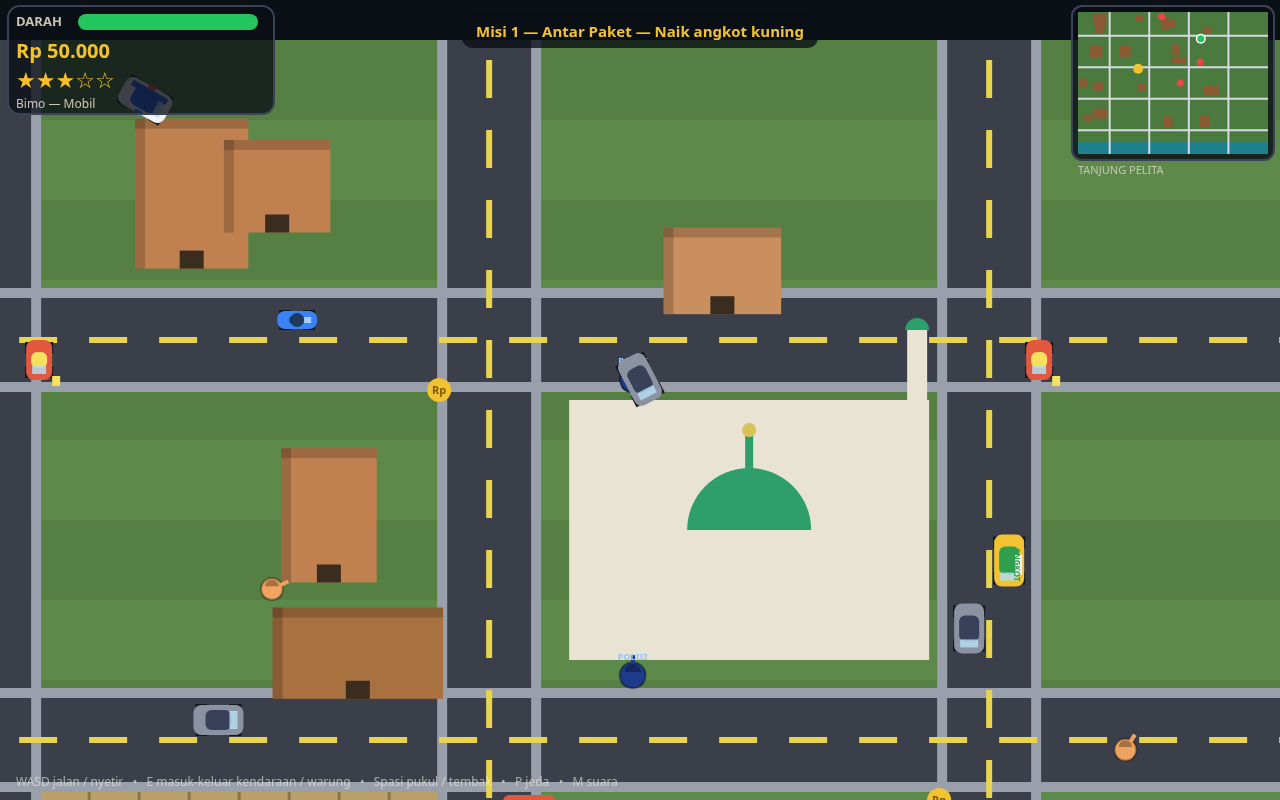 DARAH
Rp 50.000
★★★☆☆
Bimo — Mobil
Misi 1 — Antar Paket — Naik angkot kuning
TANJUNG PELITA
Rp
POLISI
WASD jalan / nyetir • E masuk-keluar kendaraan / warung • Spasi pukul / tembak • P jeda • M suara
Rp